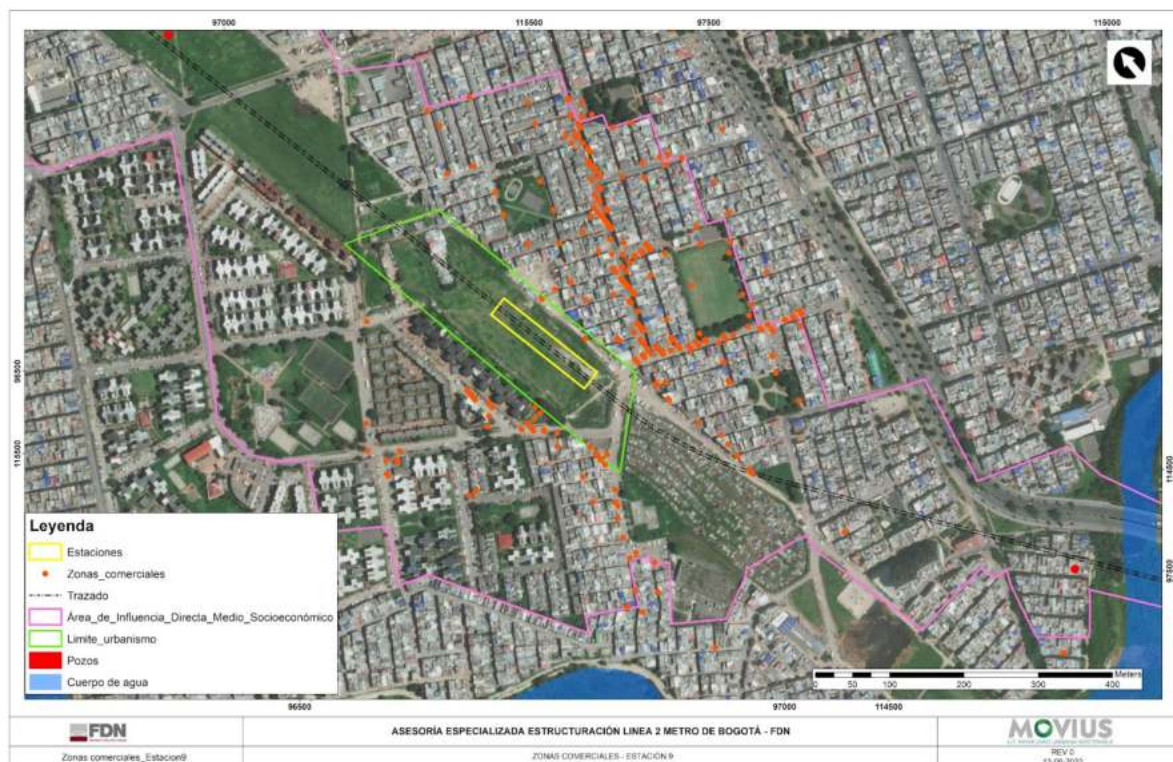 97000
115500
97500
115000
96500
115500
114500
97500
Leyenda
Estaciones
Zonas_comerciales
Trazado
Área_de_Influencia_Directa_Medio_Socioeconómico
Limite_urbanismo
Pozos
Cuerpo de agua
Meters
0 50 100 200 300 400
96500
97000
114500
FDN
ASESORÍA ESPECIALIZADA ESTRUCTURACIÓN LINEA 2 METRO DE BOGOTÁ - FDN
MOVIUS
Zonas comerciales_Estacion9
ZONAS COMERCIALES - ESTACIÓN 9
REV 0